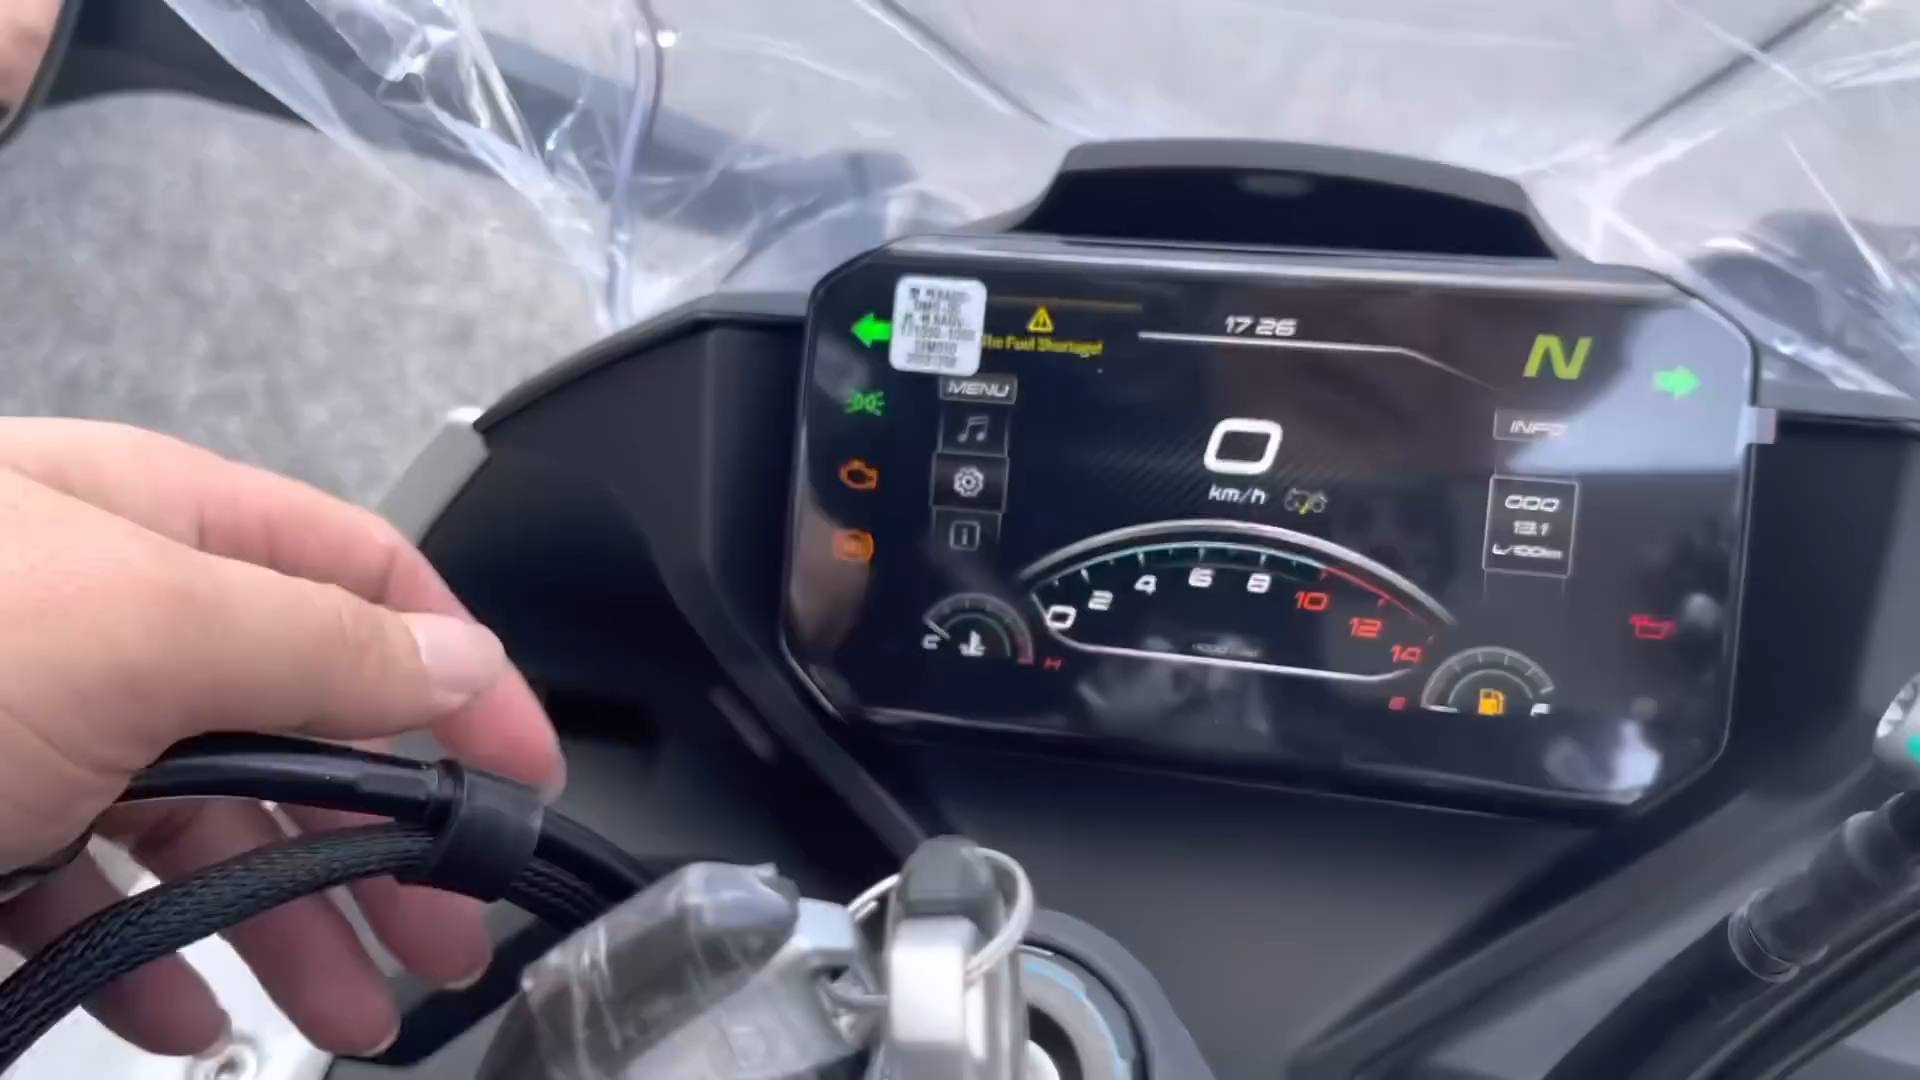 The Fuel Shortage!
17 26
N
MENU
INFO
0
km/h
000
13.1
L/100km
0 2 4 6 8 10 12 14
C
H
E
F